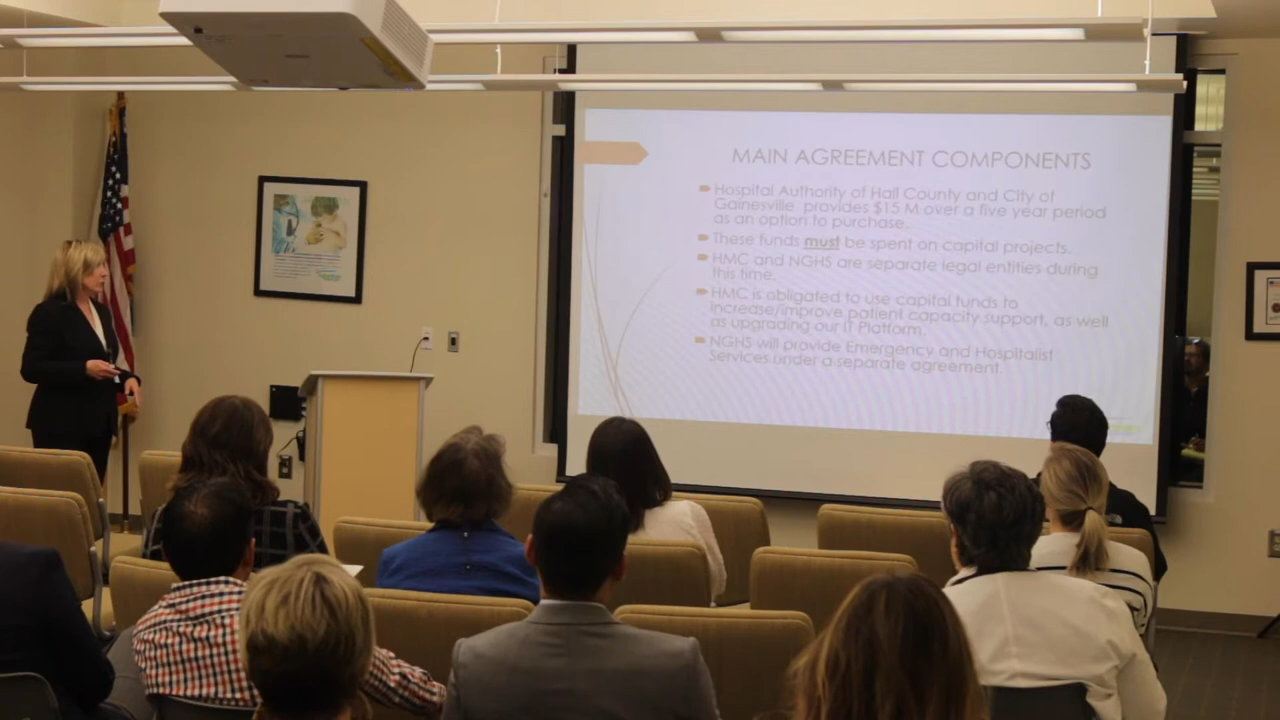 MAIN AGREEMENT COMPONENTS
Hospital Authority of Hall County and City of
Gainesville provides $15 M over a five year period
as an option to purchase.
These funds must be spent on capital projects.
HMC and NGHS are separate legal entities during
this time.
HMC is obligated to use capital funds to
increase/improve patient capacity support, as well
as upgrading our IT Platform.
NGHS will provide Emergency and Hospitalist
Services under a separate agreement.